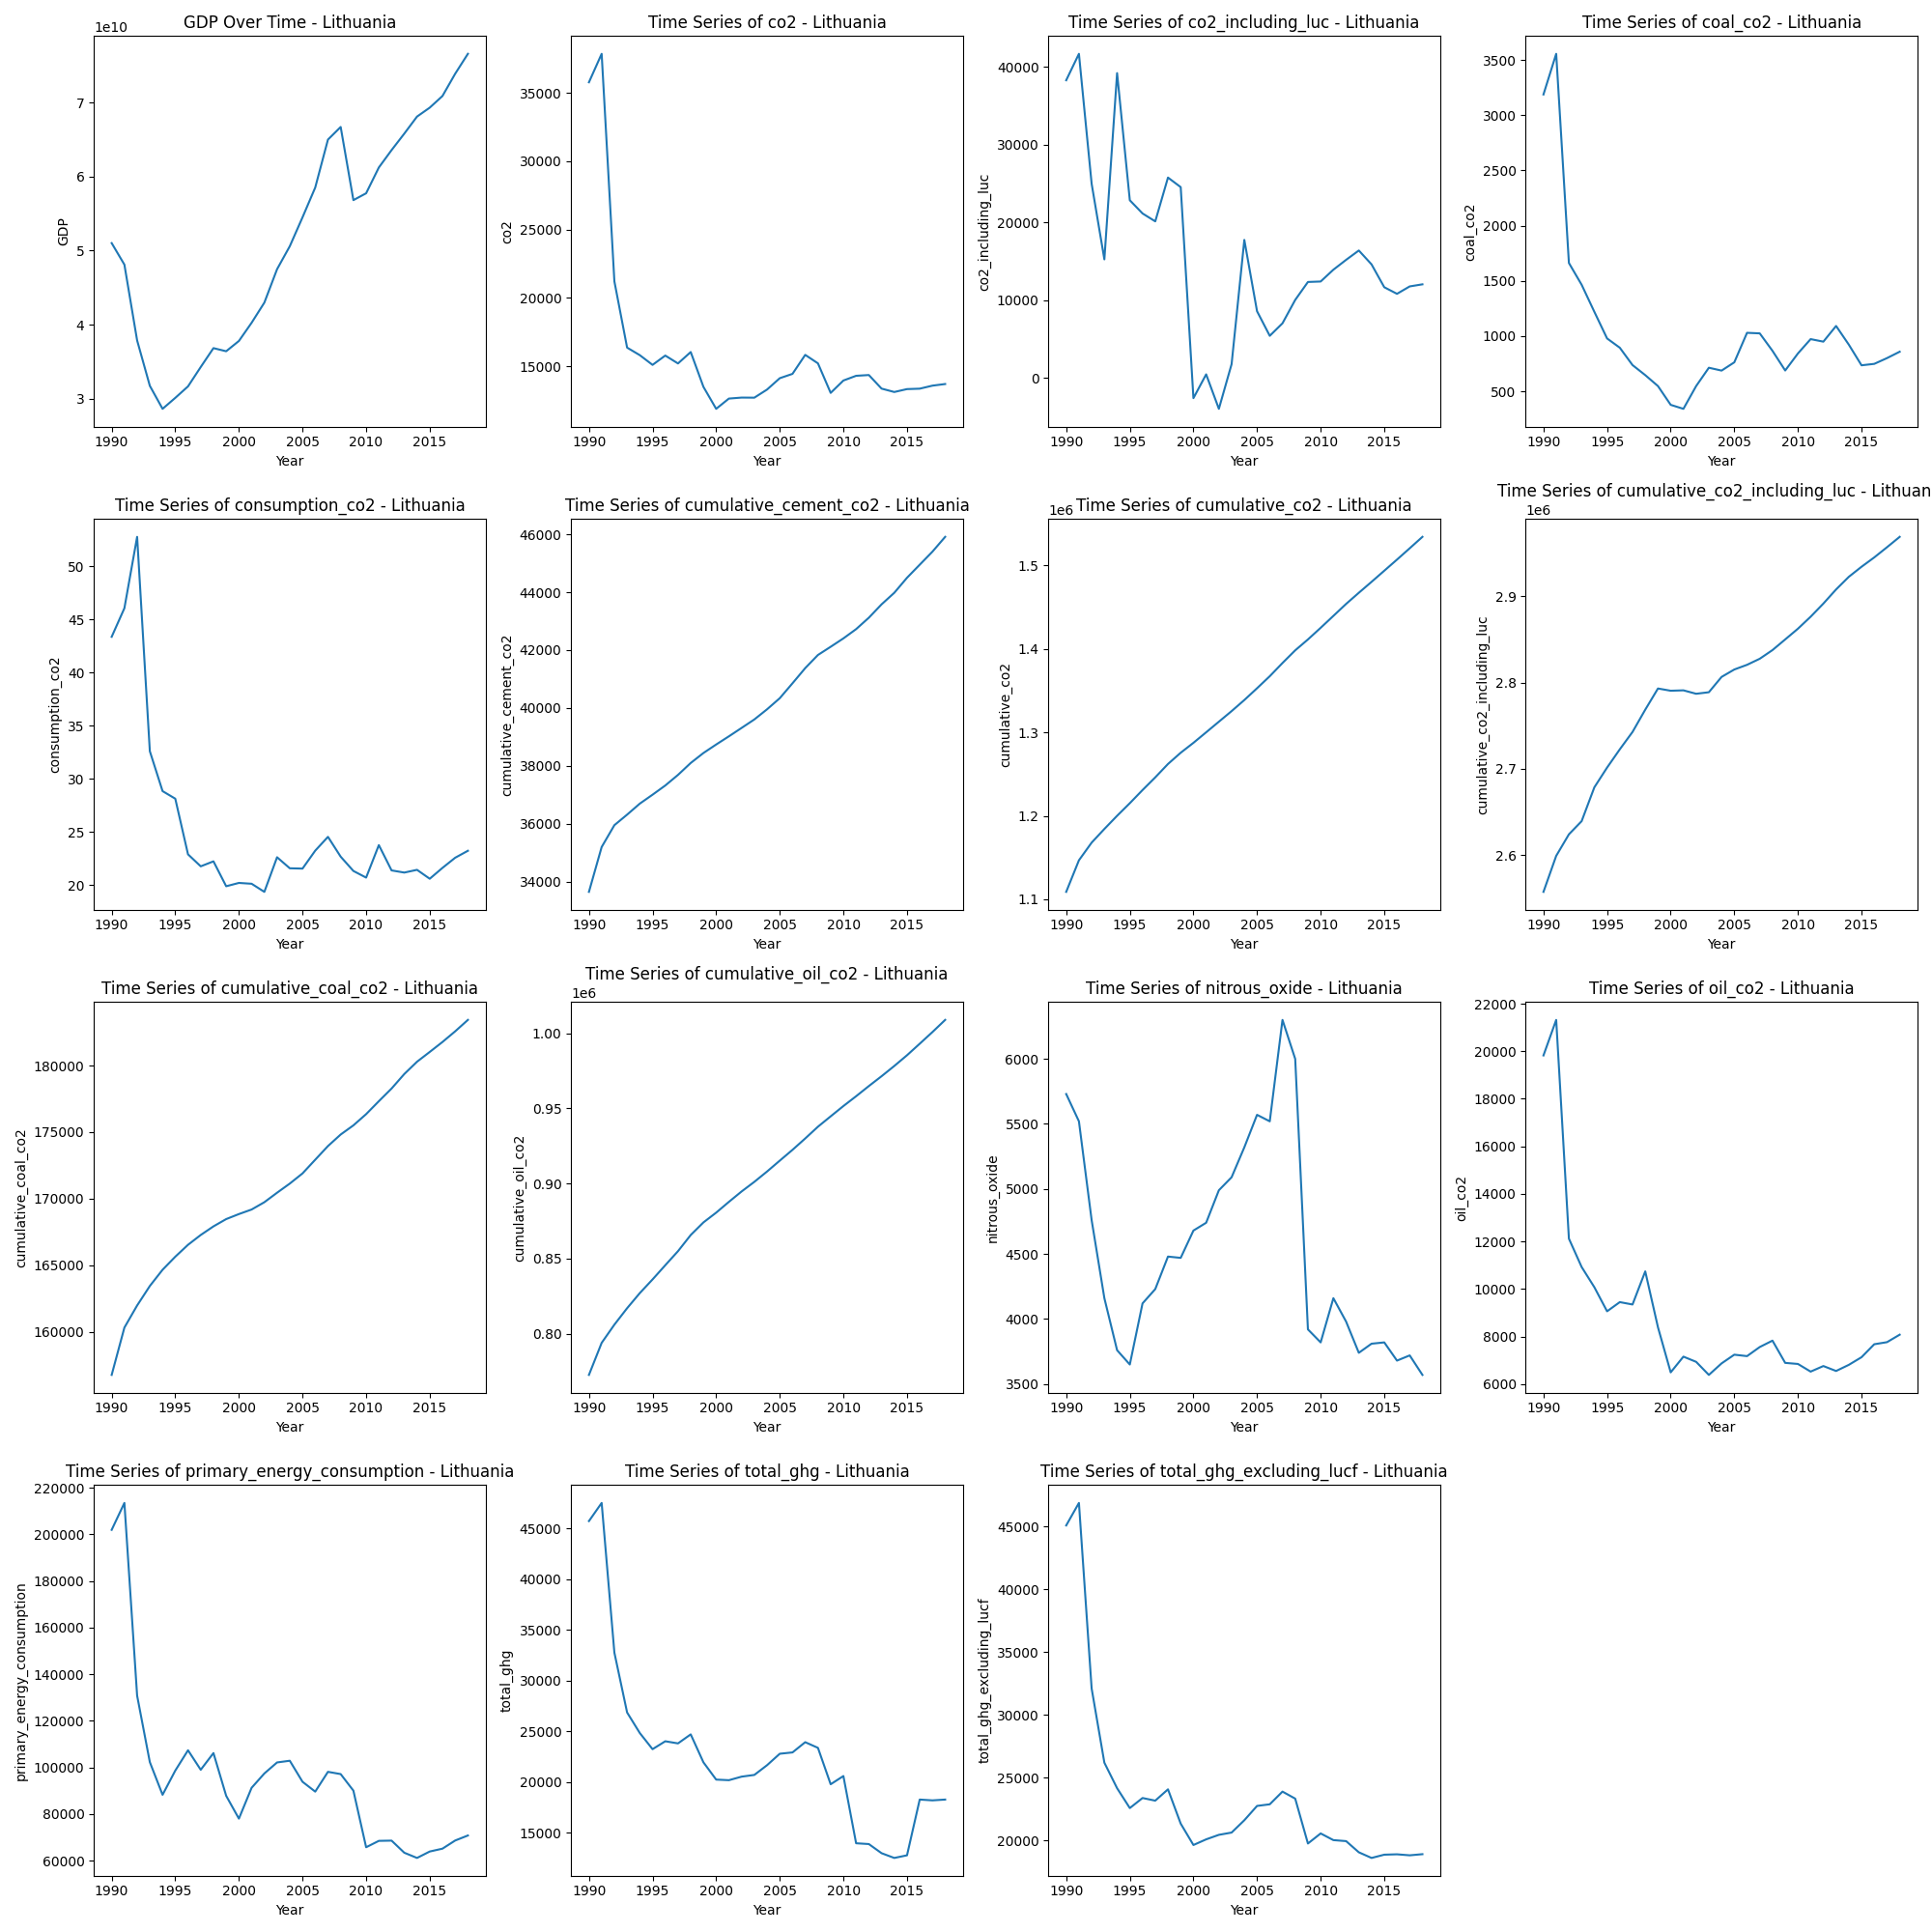 GDP Over Time - Lithuania
1e10
GDP
7
6
5
4
3
1990 1995 2000 2005 2010 2015
Year
Time Series of co2 - Lithuania
co2
35000
30000
25000
20000
15000
1990 1995 2000 2005 2010 2015
Year
Time Series of co2_including_luc - Lithuania
co2_including_luc
40000
30000
20000
10000
0
1990 1995 2000 2005 2010 2015
Year
Time Series of coal_co2 - Lithuania
coal_co2
3500
3000
2500
2000
1500
1000
500
1990 1995 2000 2005 2010 2015
Year
Time Series of consumption_co2 - Lithuania
consumption_co2
50
45
40
35
30
25
20
1990 1995 2000 2005 2010 2015
Year
Time Series of cumulative_cement_co2 - Lithuania
cumulative_cement_co2
46000
44000
42000
40000
38000
36000
34000
1990 1995 2000 2005 2010 2015
Year
Time Series of cumulative_co2 - Lithuania
1e6
cumulative_co2
1.5
1.4
1.3
1.2
1.1
1990 1995 2000 2005 2010 2015
Year
Time Series of cumulative_co2_including_luc - Lithuan
1e6
cumulative_co2_including_luc
2.9
2.8
2.7
2.6
1990 1995 2000 2005 2010 2015
Year
Time Series of cumulative_coal_co2 - Lithuania
cumulative_coal_co2
180000
175000
170000
165000
160000
1990 1995 2000 2005 2010 2015
Year
Time Series of cumulative_oil_co2 - Lithuania
1e6
cumulative_oil_co2
1.00
0.95
0.90
0.85
0.80
1990 1995 2000 2005 2010 2015
Year
Time Series of nitrous_oxide - Lithuania
nitrous_oxide
6000
5500
5000
4500
4000
3500
1990 1995 2000 2005 2010 2015
Year
Time Series of oil_co2 - Lithuania
oil_co2
22000
20000
18000
16000
14000
12000
10000
8000
6000
1990 1995 2000 2005 2010 2015
Year
Time Series of primary_energy_consumption - Lithuania
primary_energy_consumption
220000
200000
180000
160000
140000
120000
100000
80000
60000
1990 1995 2000 2005 2010 2015
Year
Time Series of total_ghg - Lithuania
total_ghg
45000
40000
35000
30000
25000
20000
15000
1990 1995 2000 2005 2010 2015
Year
Time Series of total_ghg_excluding_lucf - Lithuania
total_ghg_excluding_lucf
45000
40000
35000
30000
25000
20000
1990 1995 2000 2005 2010 2015
Year